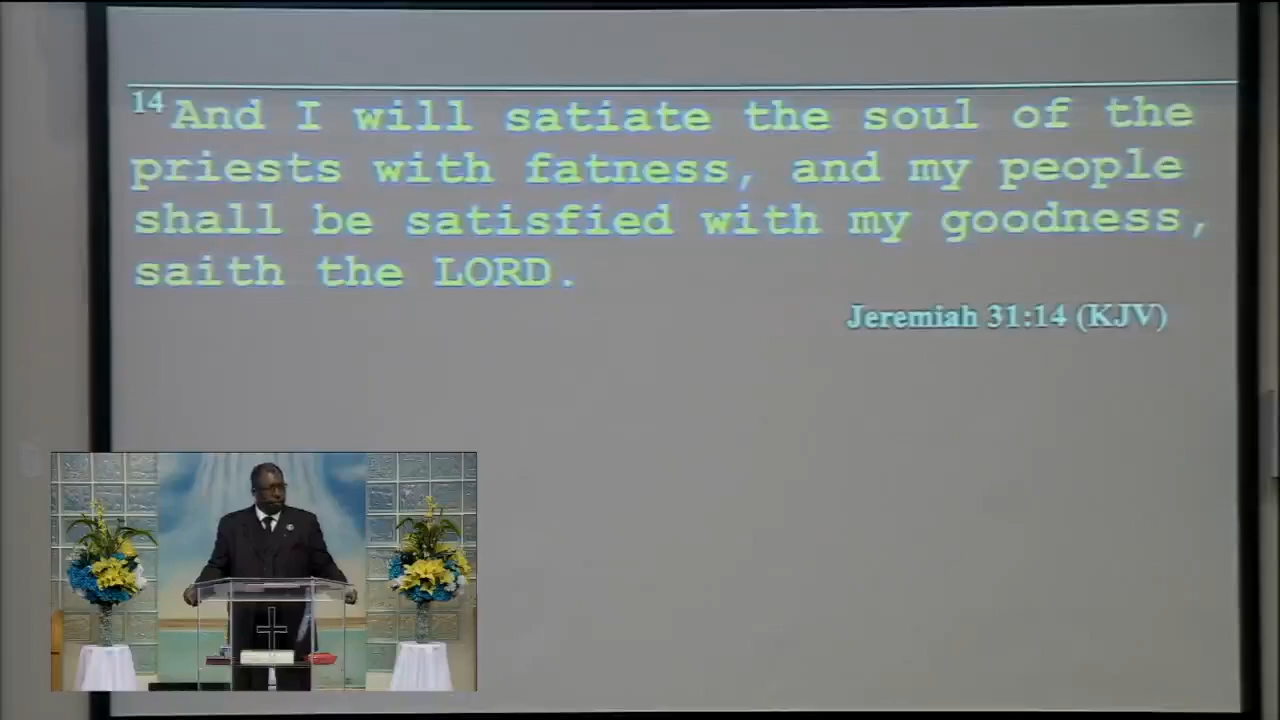 14 And I will satiate the soul of the
priests with fatness, and my people
shall be satisfied with my goodness,
saith the LORD.
Jeremiah 31:14 (KJV)